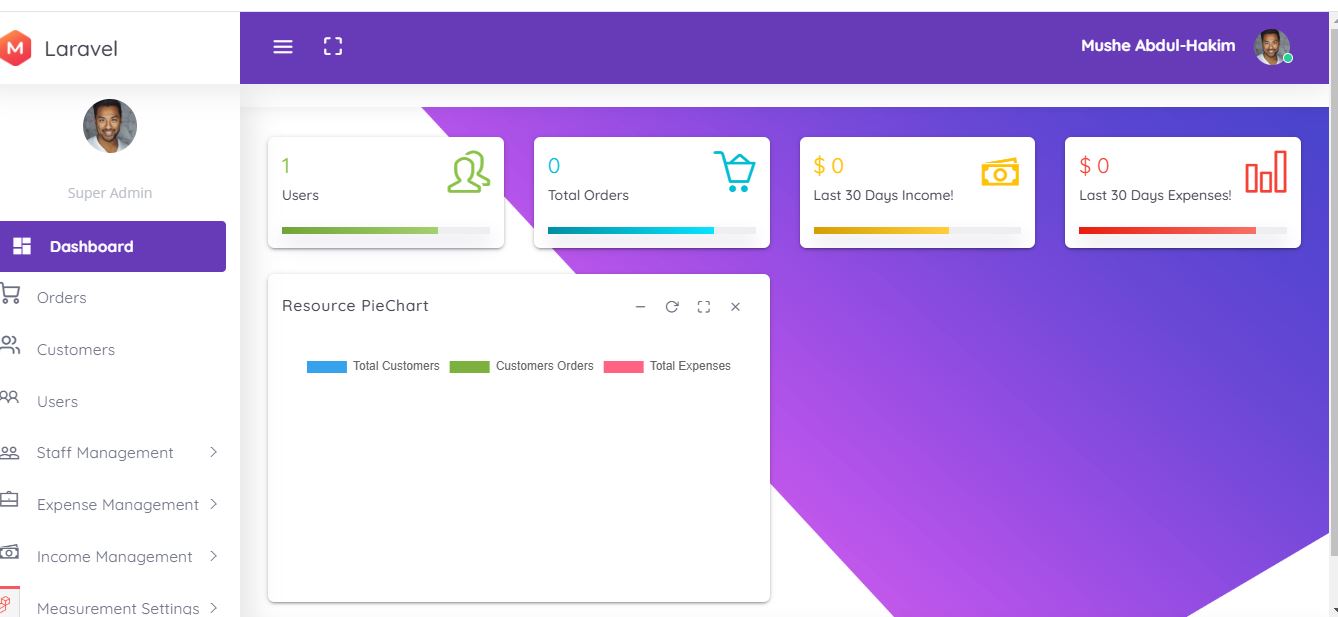 M
Laravel
Mushe Abdul-Hakim
Super Admin
Dashboard
Orders
Customers
Users
Staff Management
Expense Management
Income Management
Measurement Settings
1
Users
0
Total Orders
$ 0
Last 30 Days Income!
$ 0
Last 30 Days Expenses!
Resource PieChart
Total Customers
Customers Orders
Total Expenses